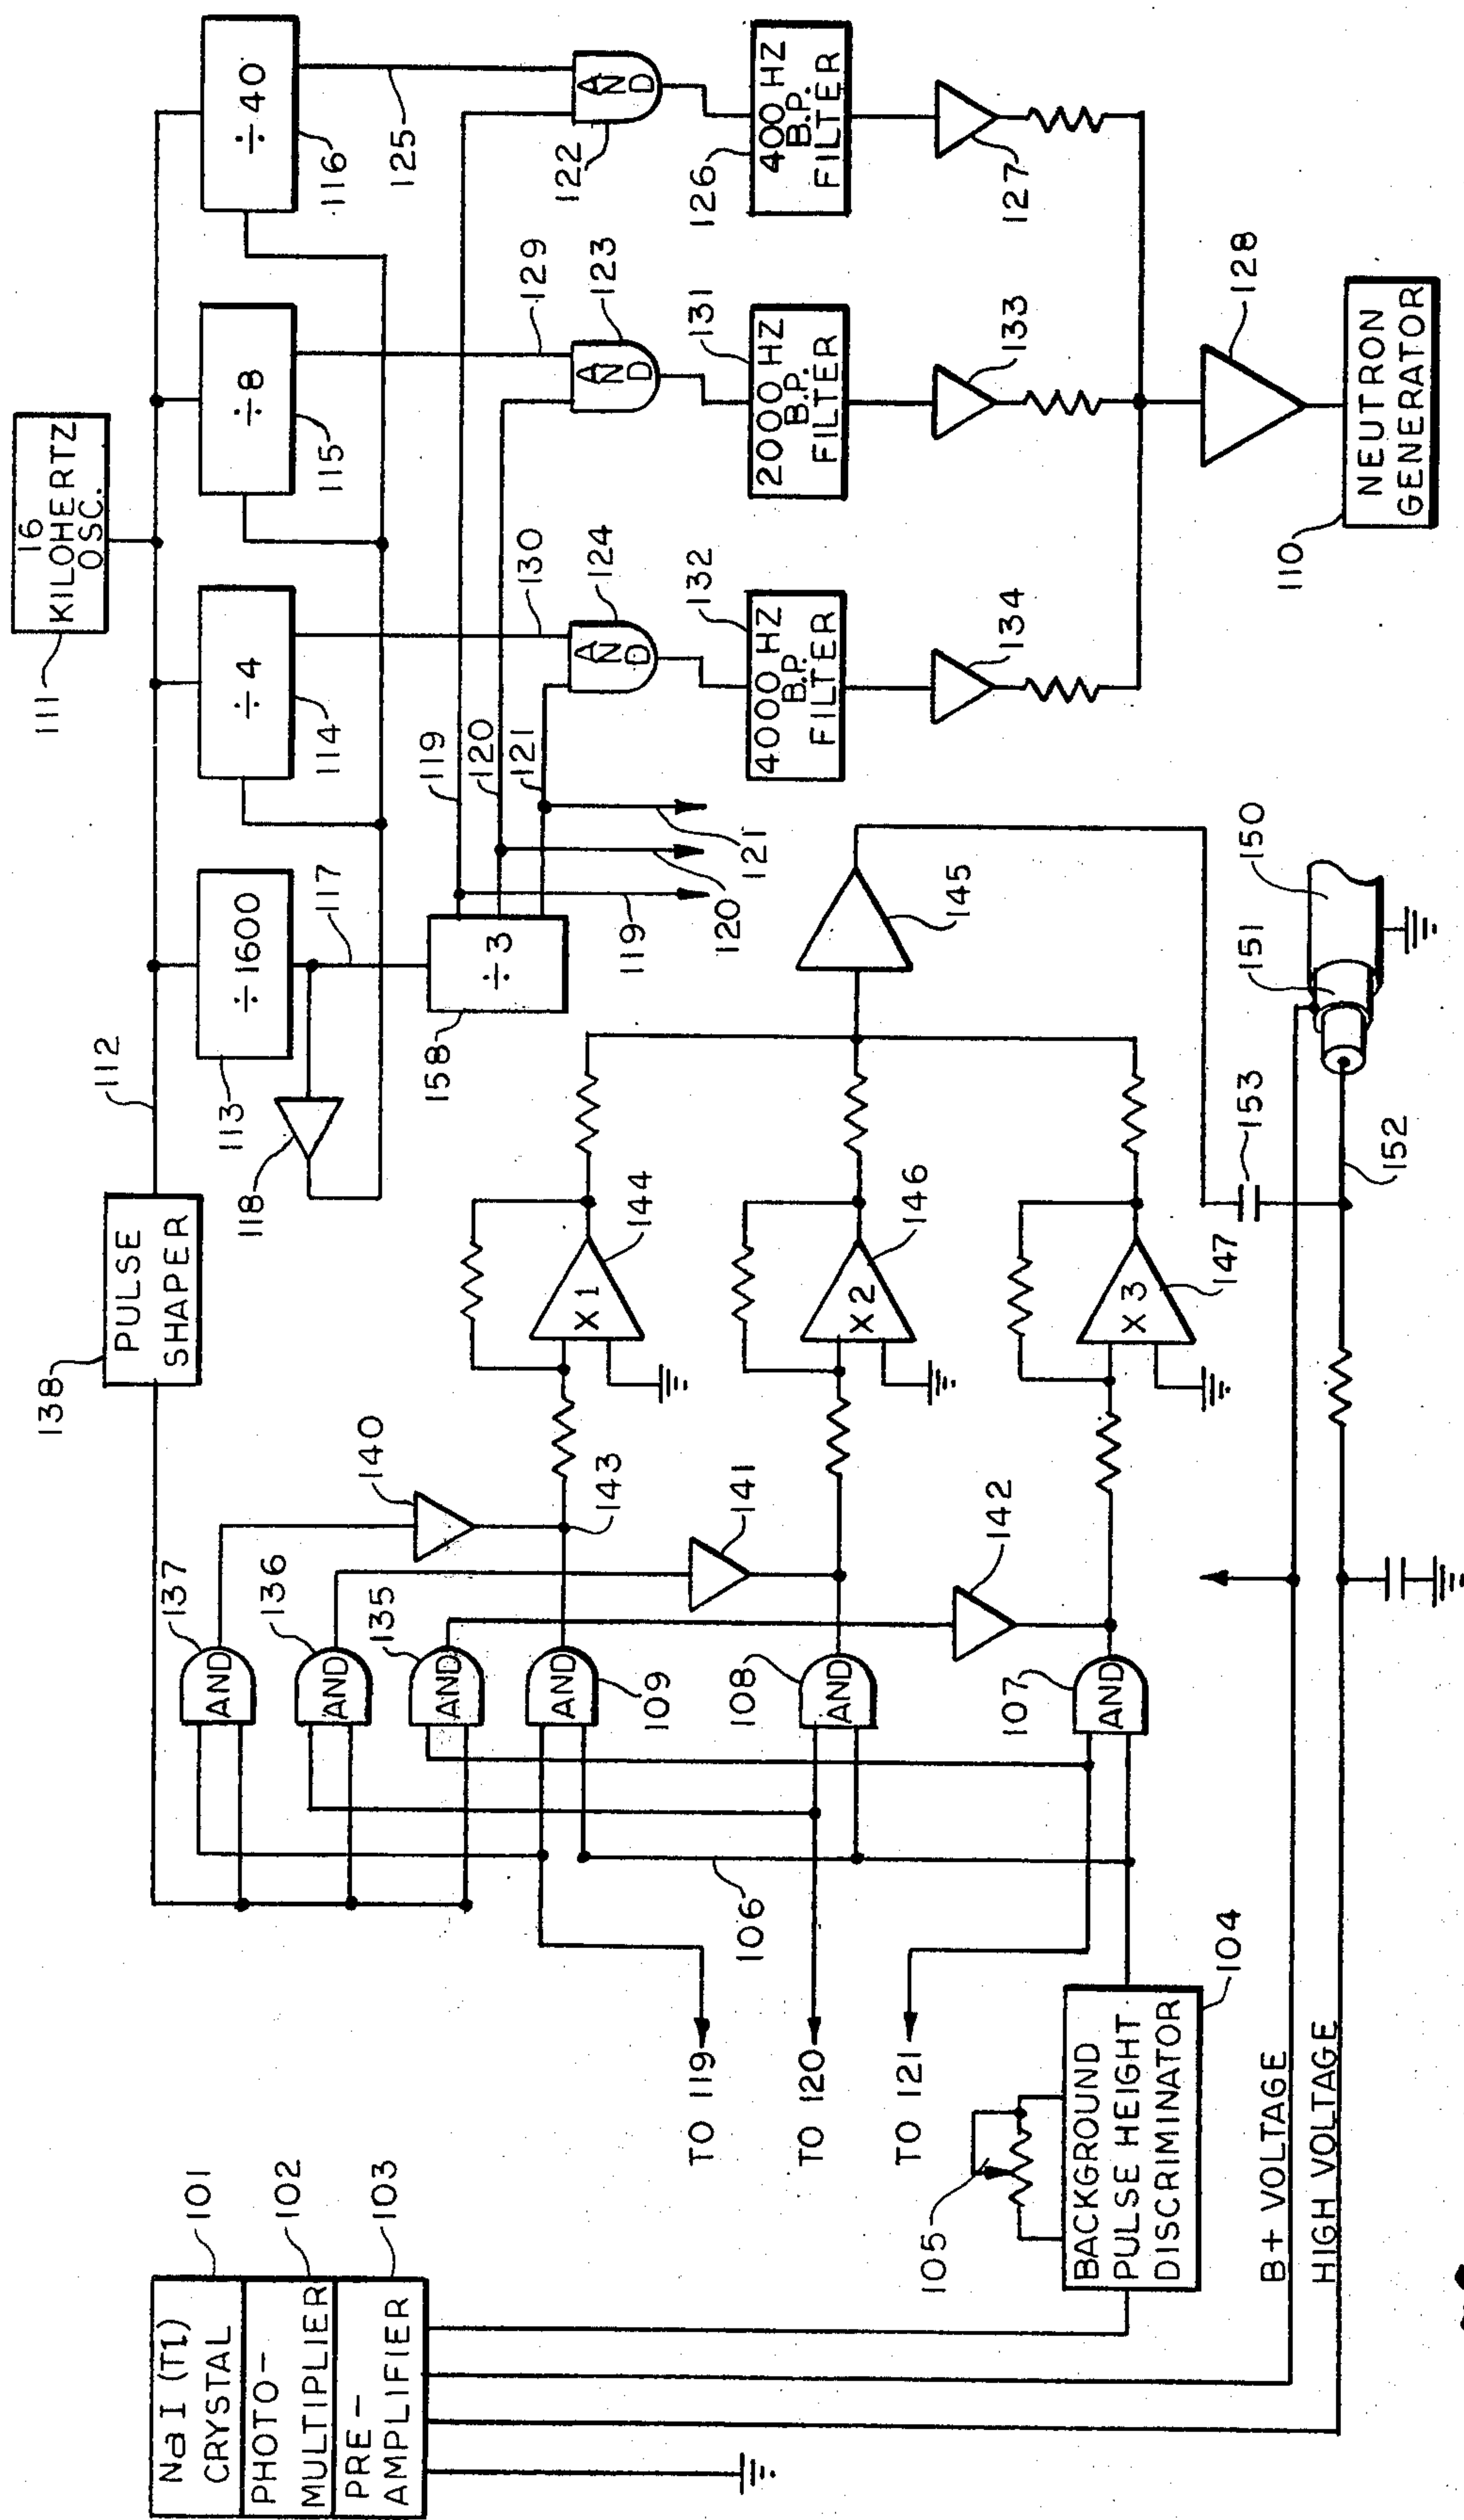 NaI (Tl)
CRYSTAL
PHOTO-
MULTIPLIER
PRE-
AMPLIFIER
101
102
103
138
PULSE
SHAPER
112
111
16
KILOHERTZ
OSC.
÷1600
÷4
÷8
÷40
113
114
115
116
117
118
158
÷3
119
120
121
119
120
121
125
129
130
AND
AND
AND
122
123
124
4000 HZ
B.P.
FILTER
2000 HZ
B.P.
FILTER
400 HZ
B.P.
FILTER
132
131
126
134
133
127
128
110
NEUTRON
GENERATOR
137
136
135
AND
AND
AND
AND
AND
AND
109
108
107
140
141
142
143
X1
X2
X3
144
146
147
145
106
TO 119
TO 120
TO 121
105
BACKGROUND
PULSE HEIGHT
DISCRIMINATOR
104
B+ VOLTAGE
HIGH VOLTAGE
153
152
151
150